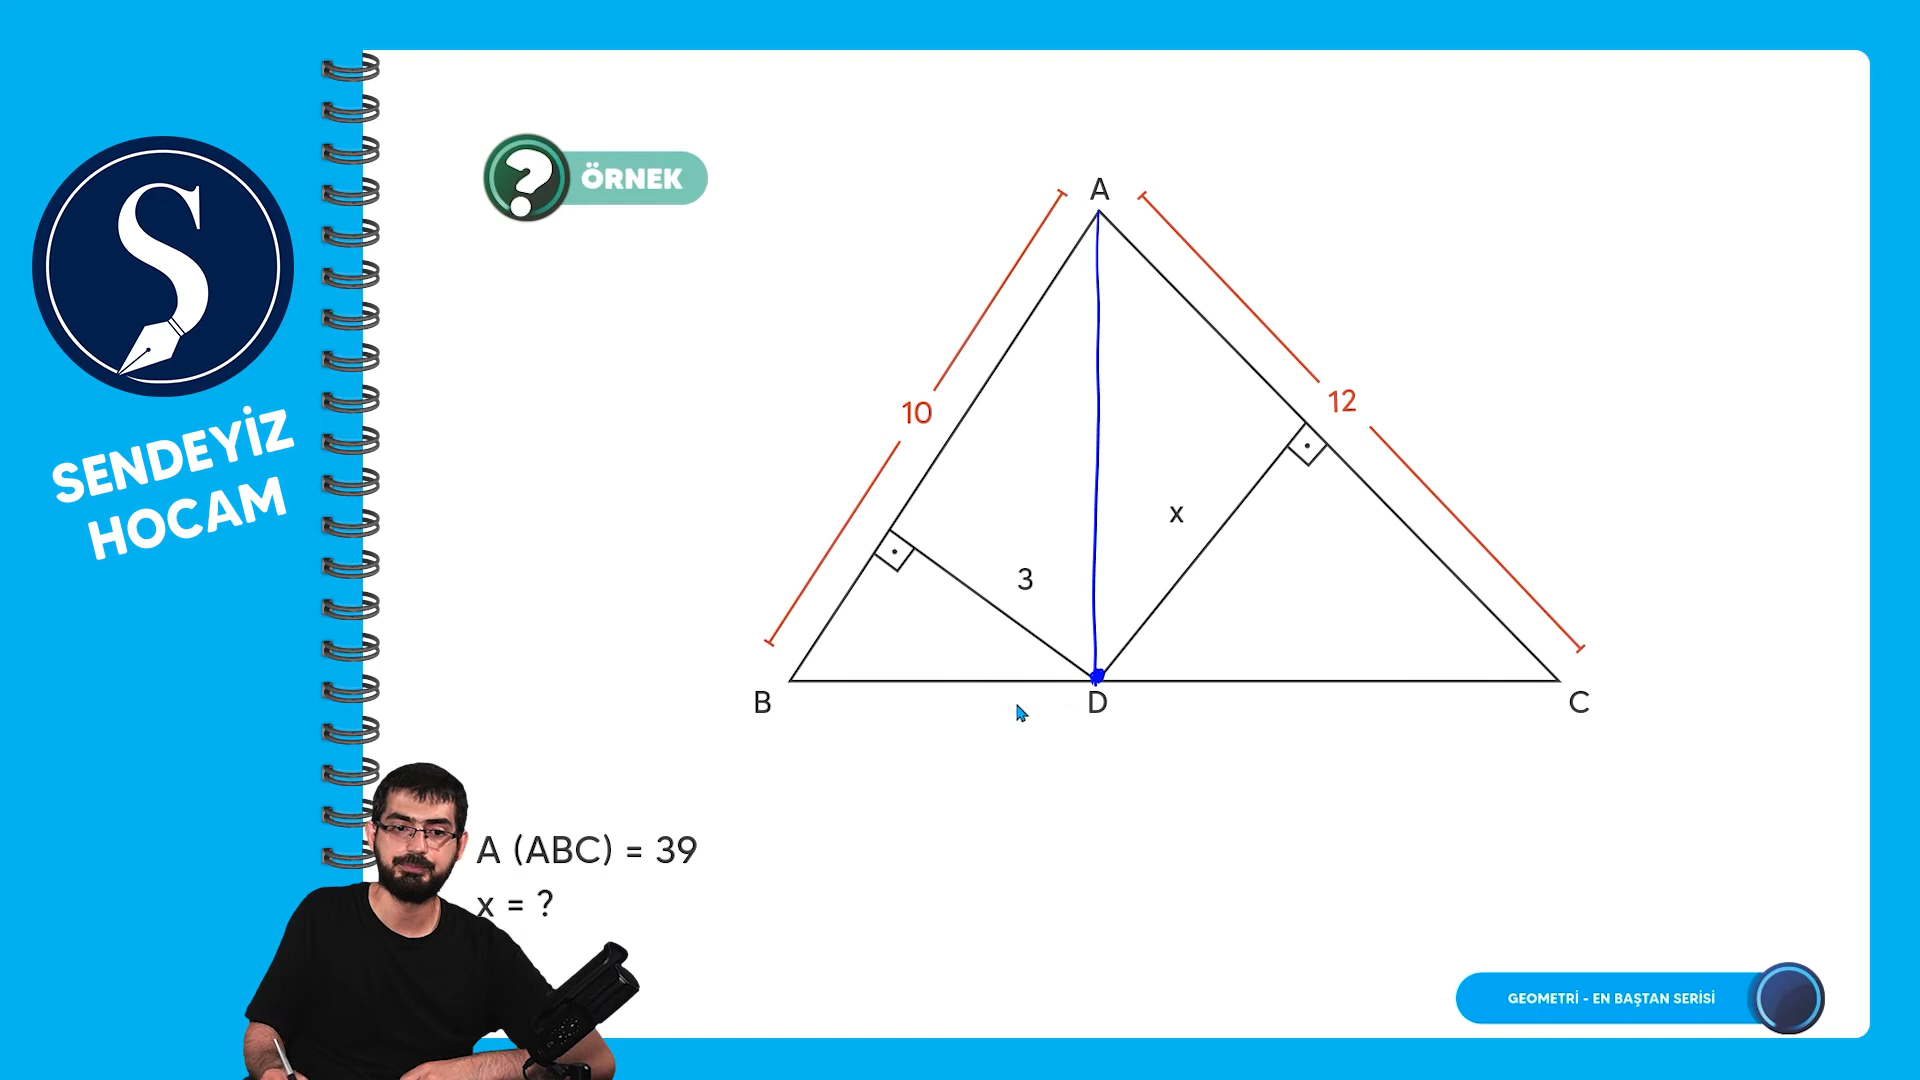 SENDEYİZ
HOCAM
?
ÖRNEK
A
10
12
x
3
B
D
C
A (ABC) = 39
x = ?
GEOMETRİ - EN BAŞTAN SERİSİ